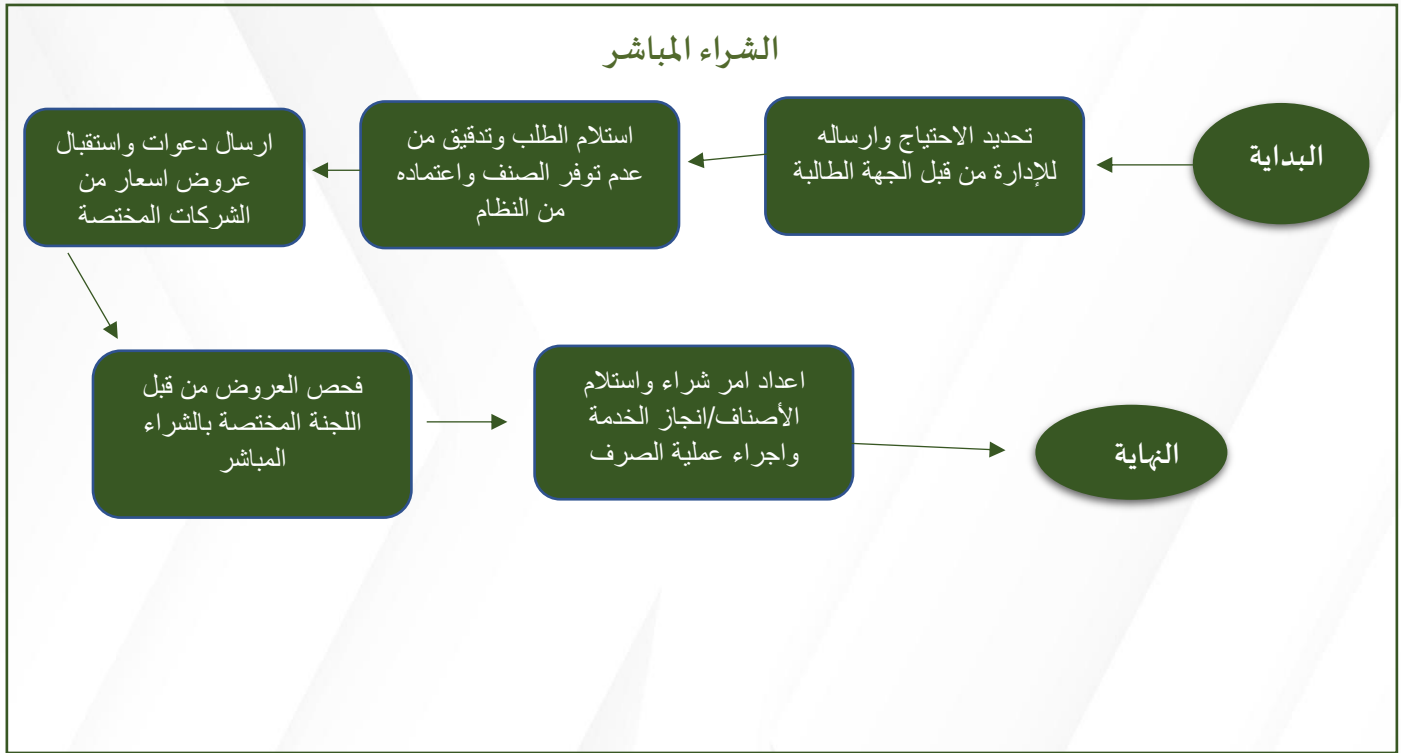 الشراء المباشر
البداية
تحديد الاحتياج وارساله
للإدارة من قبل الجهة الطالبة
استلام الطلب وتدقيق من
عدم توفر الصنف واعتماده
من النظام
ارسال دعوات واستقبال
عروض اسعار من
الشركات المختصة
فحص العروض من قبل
اللجنة المختصة بالشراء
المباشر
اعداد امر شراء واستلام
الأصناف/انجاز الخدمة
واجراء عملية الصرف
النهاية